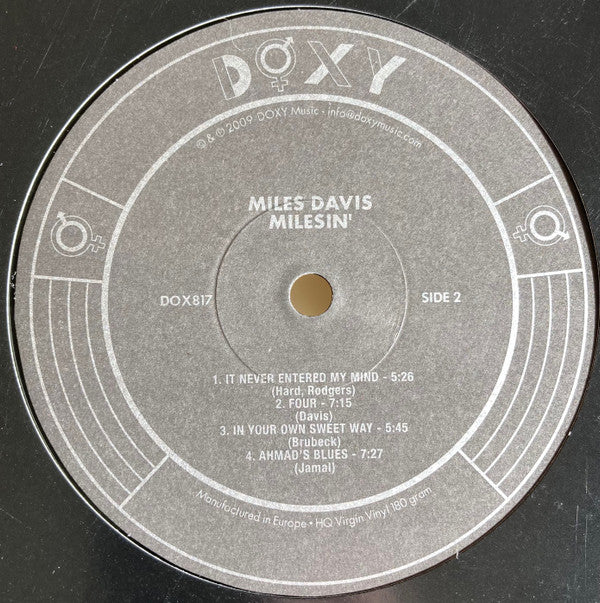 DOXY
© & ℗ 2009 DOXY Music • info@doxymusic.com
MILES DAVIS
MILESIN'
DOX817
SIDE 2
1. IT NEVER ENTERED MY MIND - 5:26
(Hard, Rodgers)
2. FOUR - 7:15
(Davis)
3. IN YOUR OWN SWEET WAY - 5:45
(Brubeck)
4. AHMAD'S BLUES - 7:27
(Jamal)
Manufactured in Europe • HQ Virgin Vinyl 180 gram